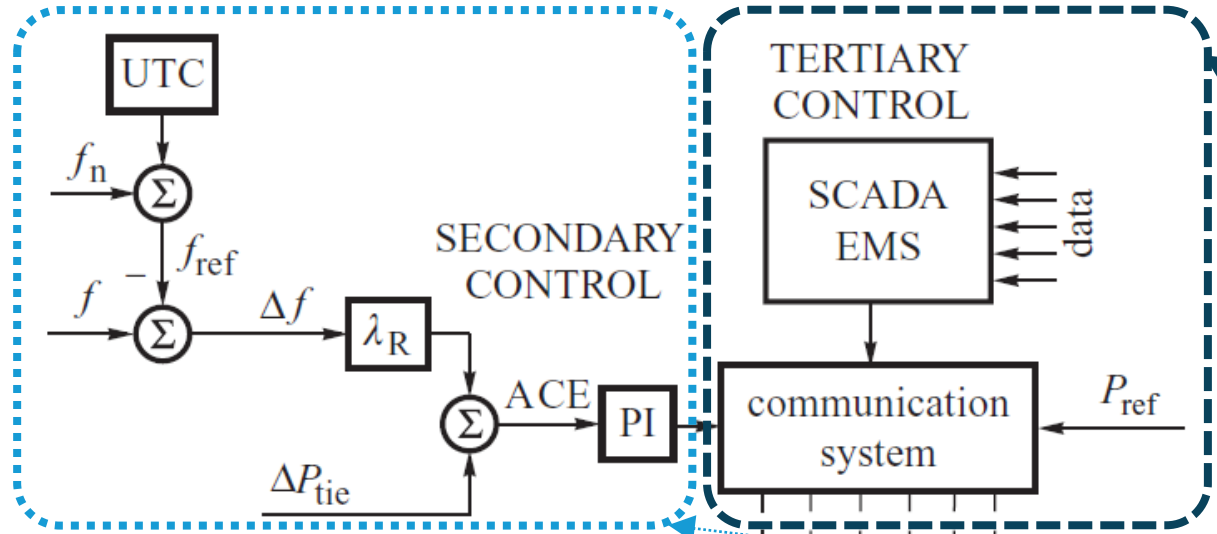 UTC
fn
Σ
fref
−
f
Σ
Δf
λR
SECONDARY
CONTROL
Σ
ACE
PI
ΔPtie
TERTIARY
CONTROL
SCADA
EMS
data
communication
system
Pref